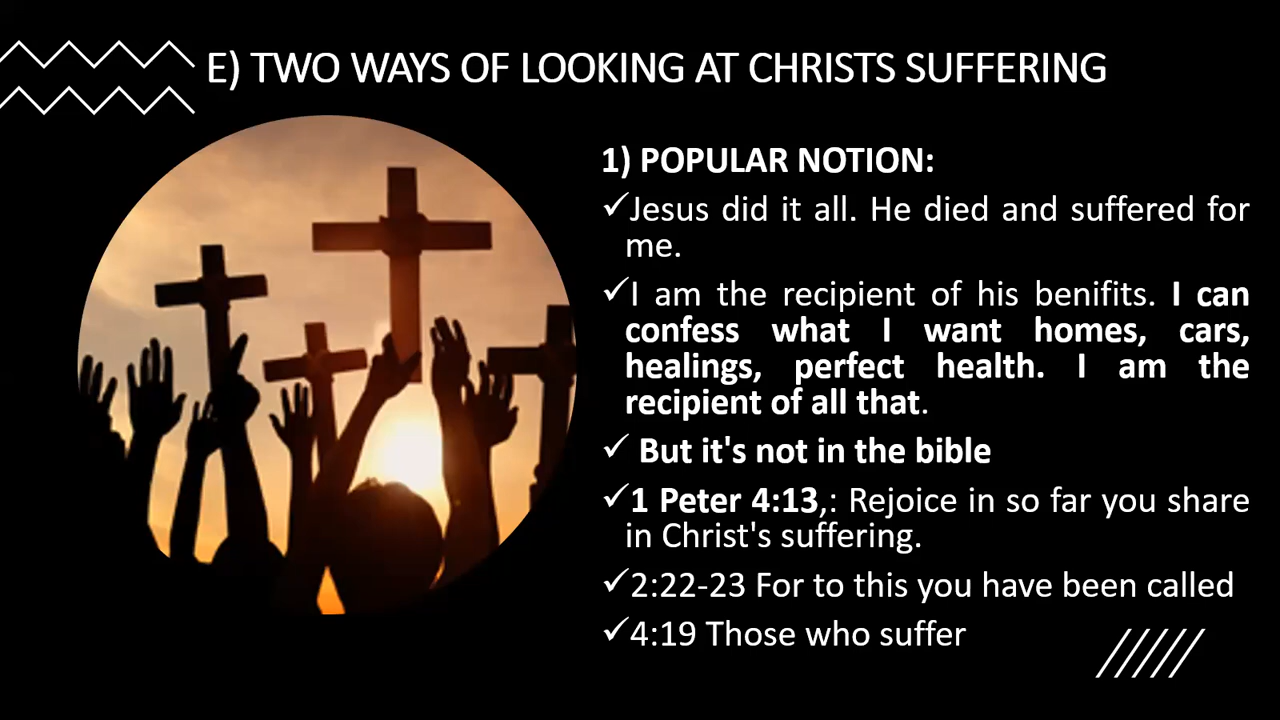 E) TWO WAYS OF LOOKING AT CHRISTS SUFFERING
1) POPULAR NOTION:
✓Jesus did it all. He died and suffered for
me.
✓I am the recipient of his benifits. I can
confess what I want homes, cars,
healings, perfect health. I am the
recipient of all that.
✓ But it's not in the bible
✓1 Peter 4:13,: Rejoice in so far you share
in Christ's suffering.
✓2:22-23 For to this you have been called
✓4:19 Those who suffer